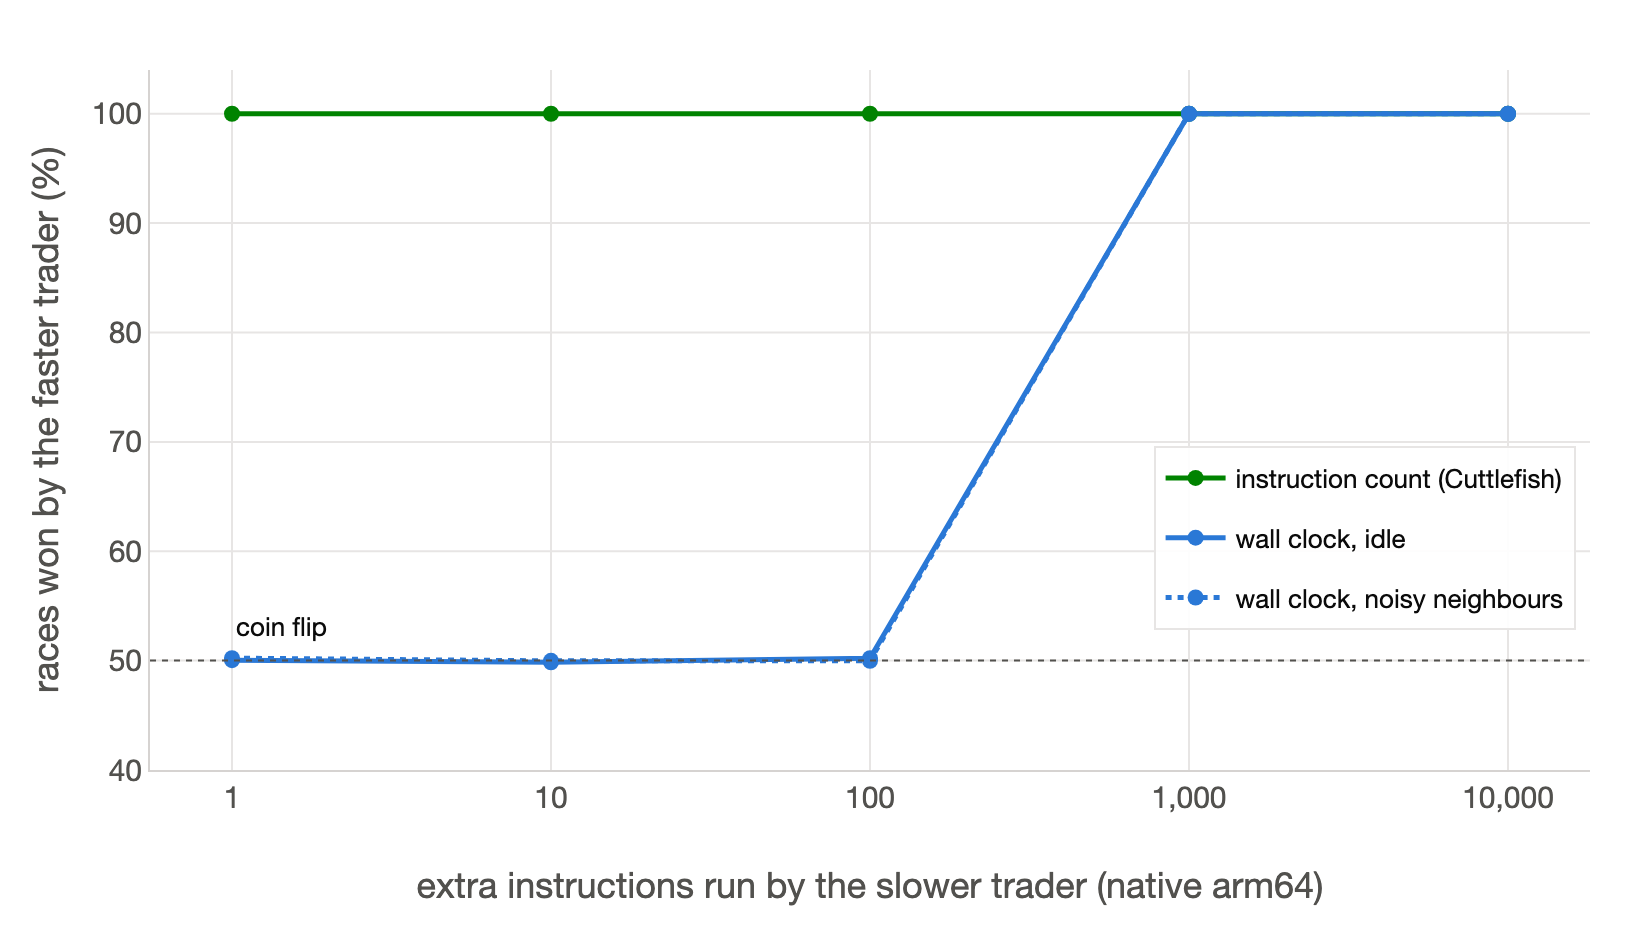 races won by the faster trader (%)
100
90
80
70
60
50
40
coin flip
instruction count (Cuttlefish)
wall clock, idle
wall clock, noisy neighbours
1
10
100
1,000
10,000
extra instructions run by the slower trader (native arm64)